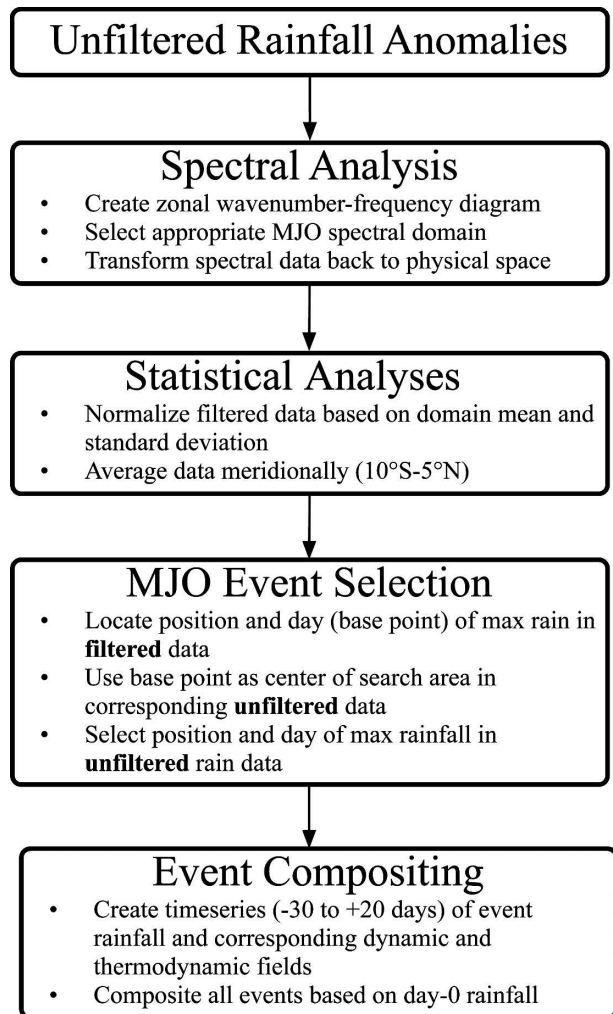 Unfiltered Rainfall Anomalies
Spectral Analysis
• Create zonal wavenumber-frequency diagram
• Select appropriate MJO spectral domain
• Transform spectral data back to physical space
Statistical Analyses
• Normalize filtered data based on domain mean and
standard deviation
• Average data meridionally (10°S-5°N)
MJO Event Selection
• Locate position and day (base point) of max rain in
filtered data
• Use base point as center of search area in
corresponding unfiltered data
• Select position and day of max rainfall in
unfiltered rain data
Event Compositing
• Create timeseries (-30 to +20 days) of event
rainfall and corresponding dynamic and
thermodynamic fields
• Composite all events based on day-0 rainfall